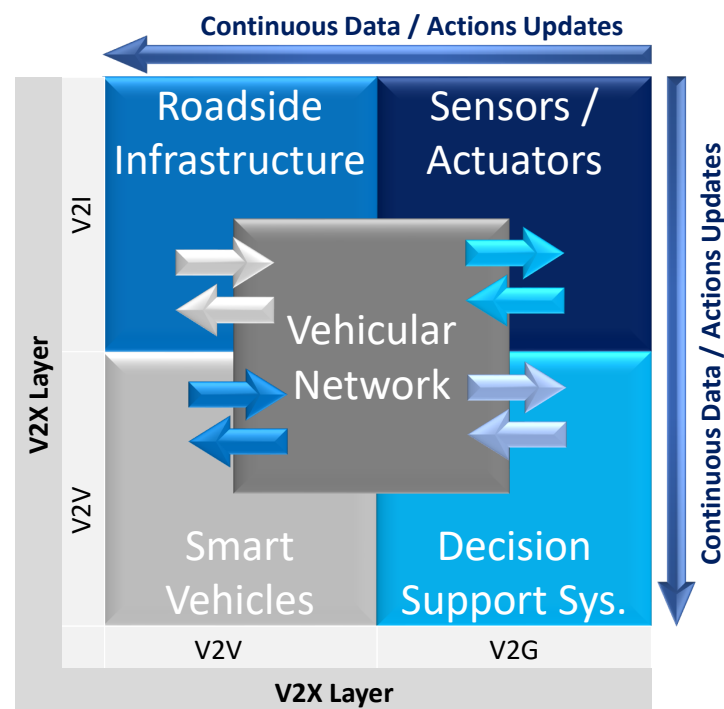 Continuous Data / Actions Updates
Roadside
Infrastructure
Sensors /
Actuators
Continuous Data / Actions Updates
V2I
Vehicular
Network
V2X Layer
V2V
Smart
Vehicles
Decision
Support Sys.
V2V
V2G
V2X Layer